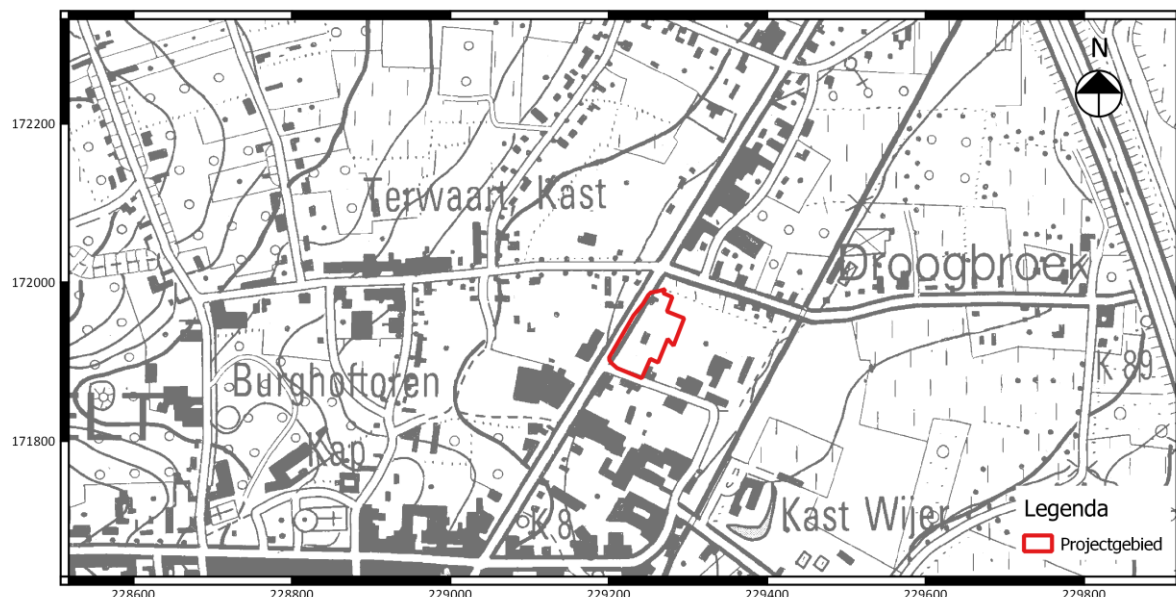 N
172200
Terwaart, Kast
Droogbroek
172000
K 89
Burghoftoren
171800
Kap
K 8
Kast Wijer
Legenda
Projectgebied
228600
228800
229000
229200
229400
229600
229800